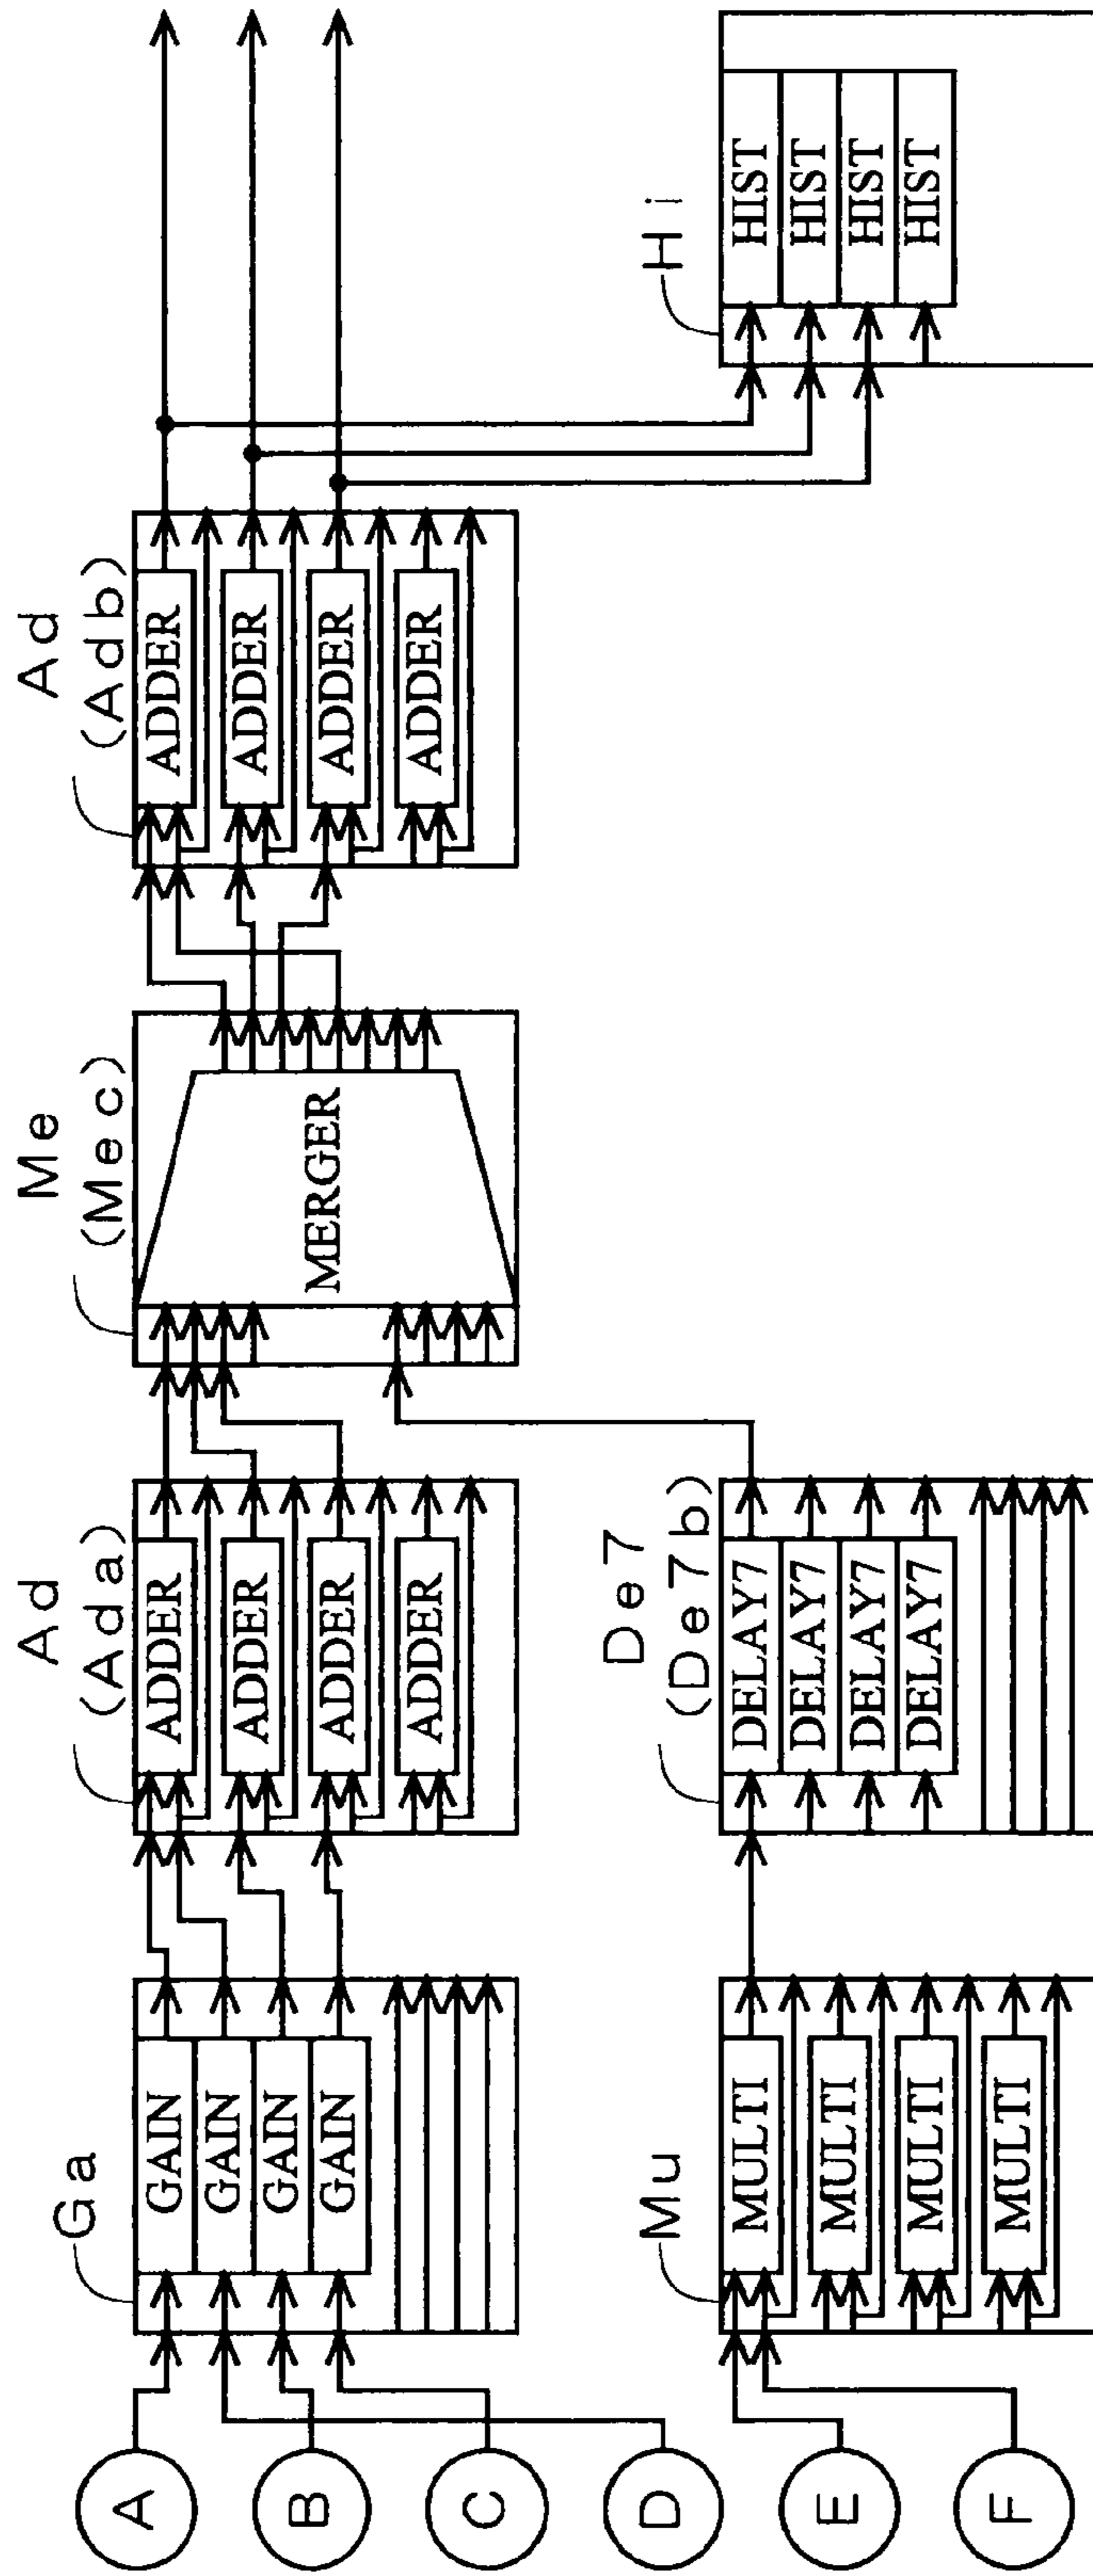 A
B
C
D
E
F
Ga
GAIN
GAIN
GAIN
GAIN
Ad
(Ada)
ADDER
ADDER
ADDER
ADDER
Me
(Mec)
MERGER
Ad
(Adb)
ADDER
ADDER
ADDER
ADDER
Mu
MULTI
MULTI
MULTI
MULTI
De7
(De7b)
DELAY7
DELAY7
DELAY7
DELAY7
Hi
HIST
HIST
HIST
HIST